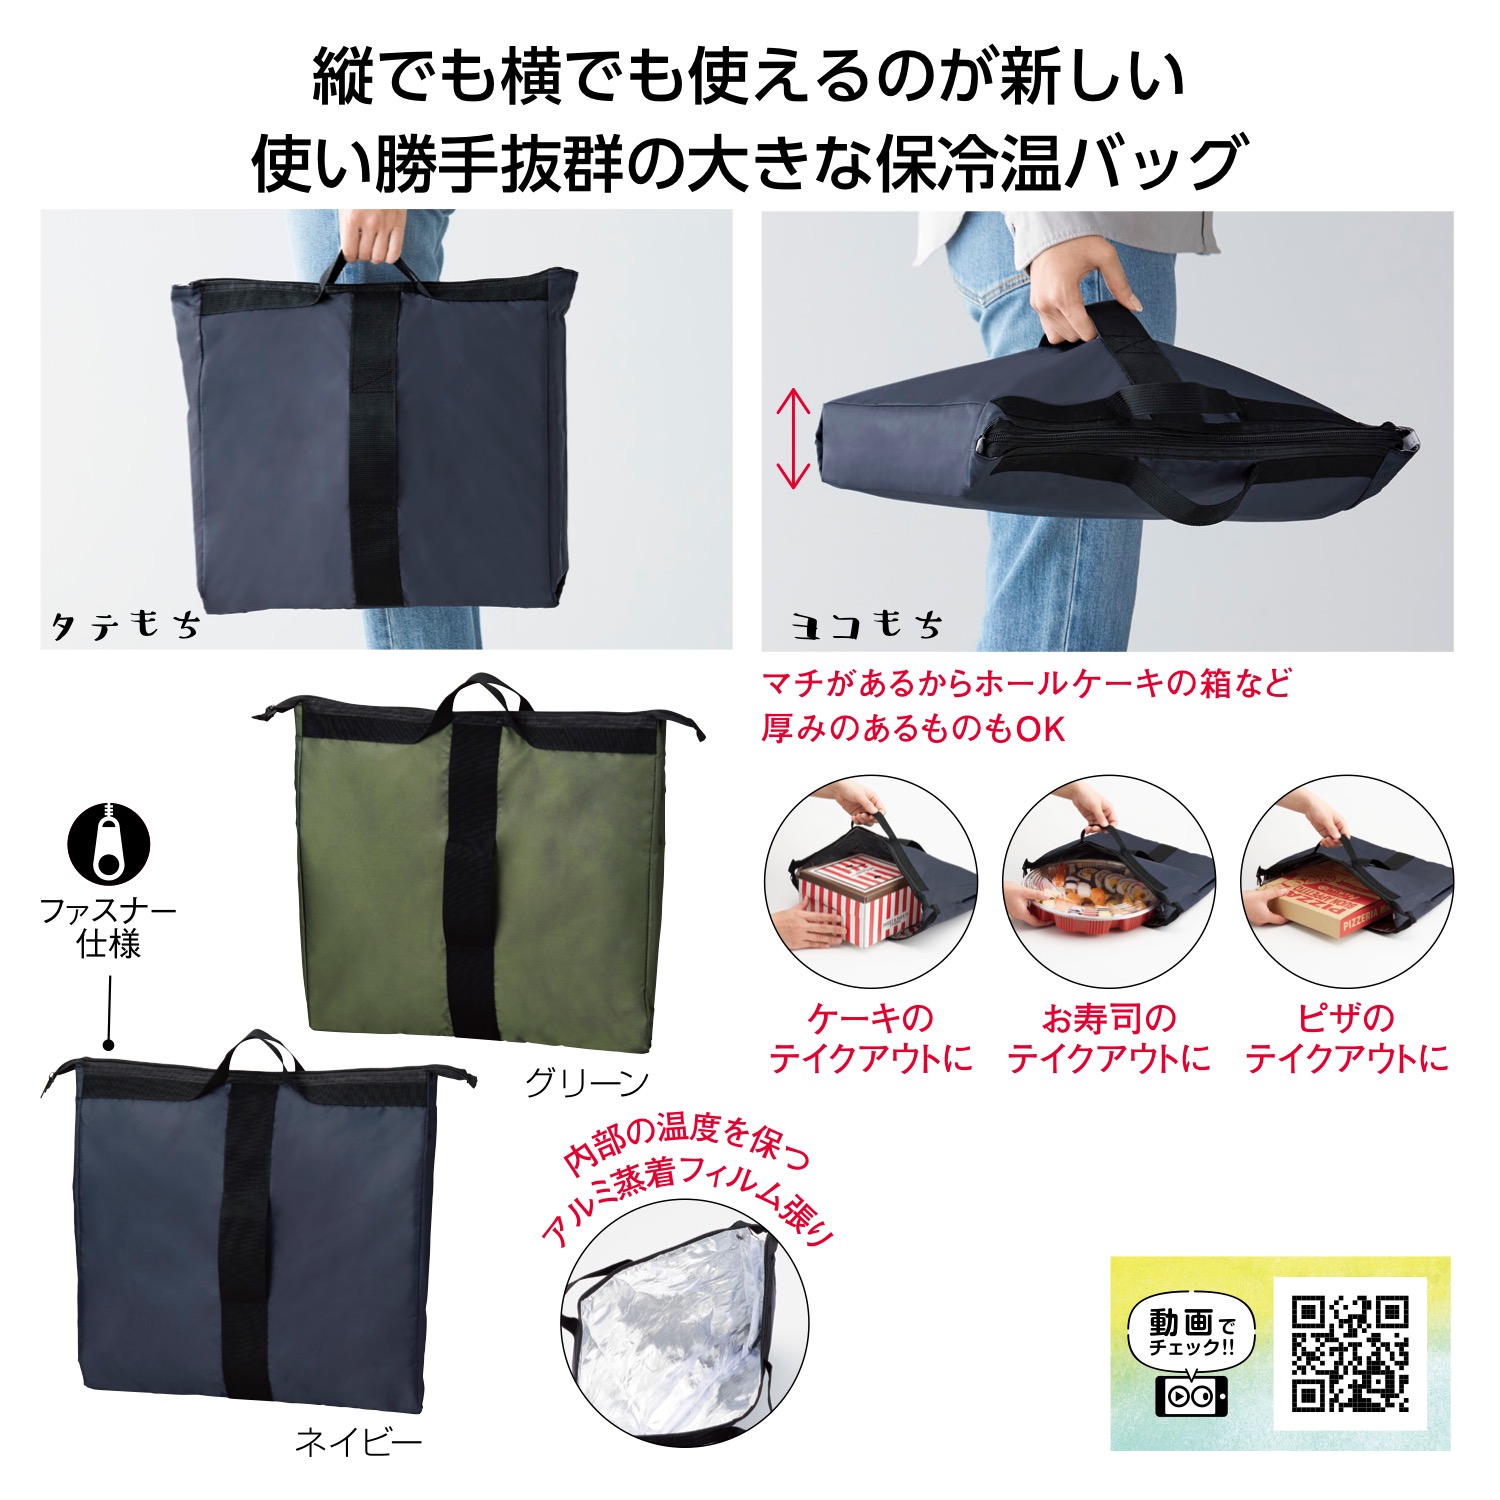 縦でも横でも使えるのが新しい
使い勝手抜群の大きな保冷温バッグ
タテもち
ヨコもち
マチがあるからホールケーキの箱など
厚みのあるものもOK
ファスナー
仕様
グリーン
ネイビー
ケーキの
テイクアウトに
お寿司の
テイクアウトに
PIZZA
PIZZERIA
ピザの
テイクアウトに
内部の温度を保つ
アルミ蒸着フィルム張り
動画で
チェック!!